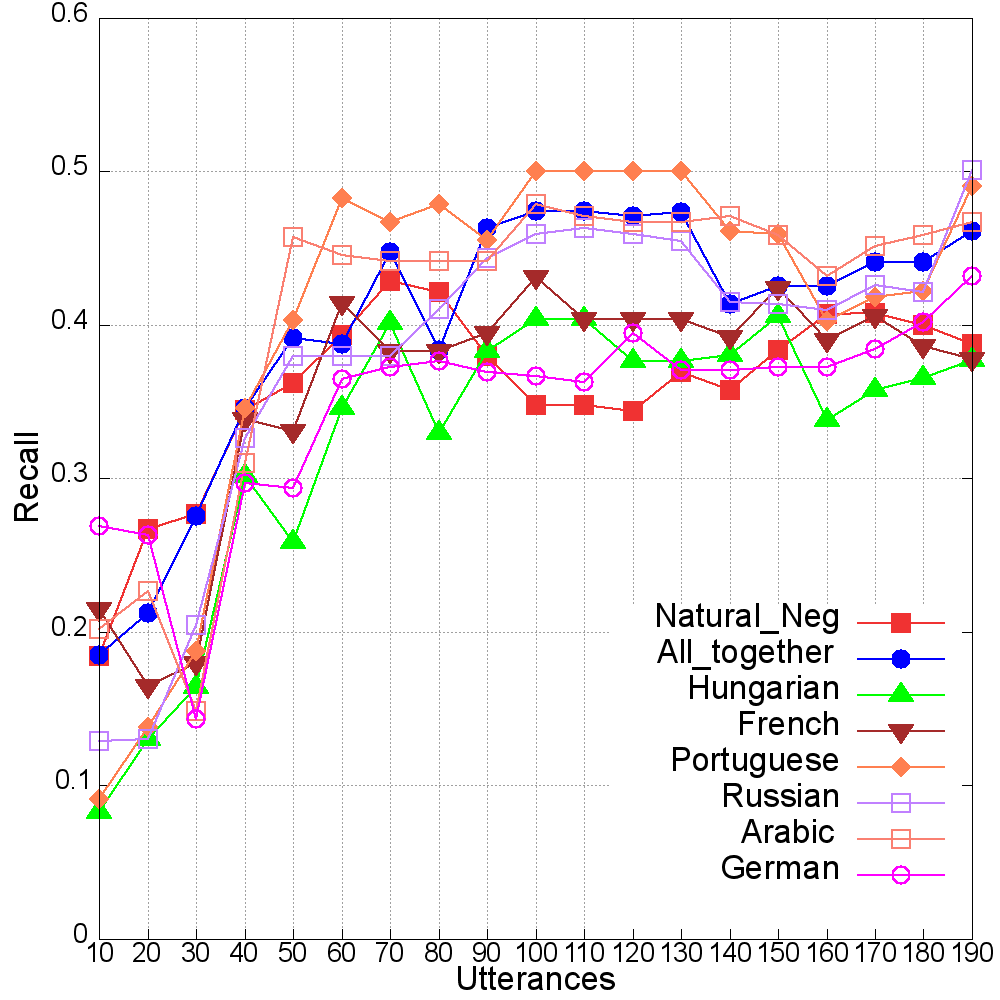 0.6
0.5
0.4
0.3
0.2
0.1
0
Recall
10 20 30 40 50 60 70 80 90 100 110 120 130 140 150 160 170 180 190
Utterances
Natural_Neg
All_together
Hungarian
French
Portuguese
Russian
Arabic
German